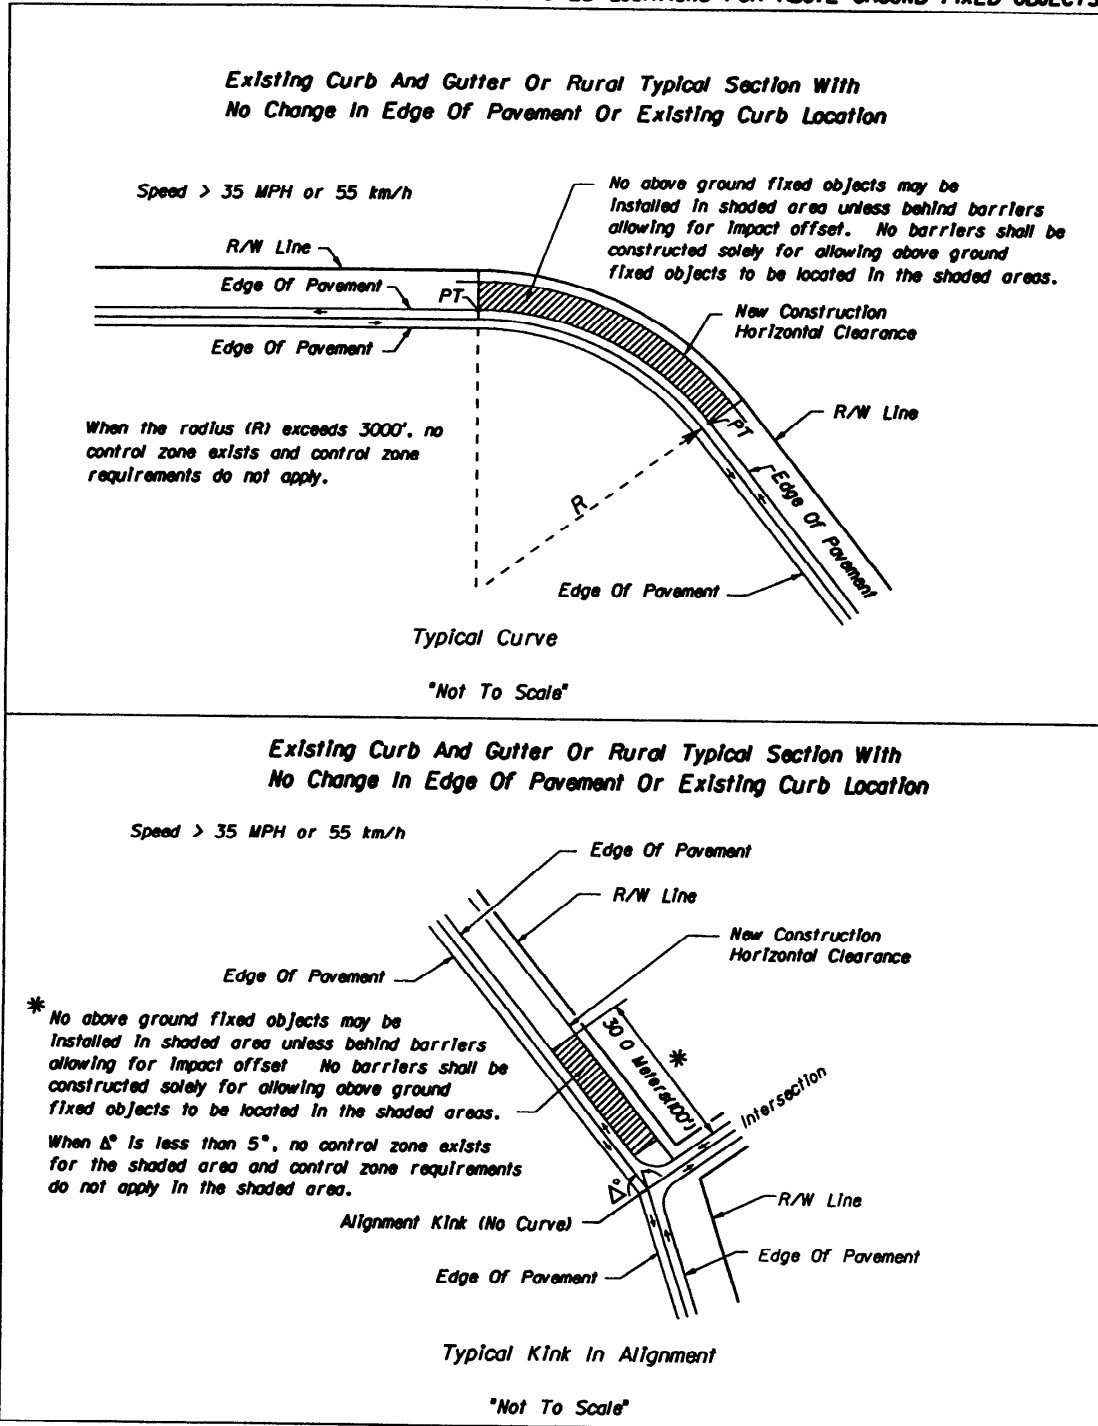 FOR ABOVE GROUND FIXED OBJECTS
Existing Curb And Gutter Or Rural Typical Section With
No Change In Edge Of Pavement Or Existing Curb Location
Speed > 35 MPH or 55 km/h
No above ground fixed objects may be
installed in shaded area unless behind barriers
allowing for impact offset. No barriers shall be
constructed solely for allowing above ground
fixed objects to be located in the shaded areas.
R/W Line
Edge Of Pavement
PT
New Construction
Horizontal Clearance
Edge Of Pavement
R/W Line
PT
When the radius (R) exceeds 3000', no
control zone exists and control zone
requirements do not apply.
R
Edge Of Pavement
Edge Of Pavement
Typical Curve
"Not To Scale"
Existing Curb And Gutter Or Rural Typical Section With
No Change In Edge Of Pavement Or Existing Curb Location
Speed > 35 MPH or 55 km/h
Edge Of Pavement
R/W Line
New Construction
Horizontal Clearance
Edge Of Pavement
* No above ground fixed objects may be
installed in shaded area unless behind barriers
allowing for impact offset No barriers shall be
constructed solely for allowing above ground
fixed objects to be located in the shaded areas.
30 0 Meters(100')
*
Intersection
When Δ° is less than 5°, no control zone exists
for the shaded area and control zone requirements
do not apply in the shaded area.
Δ°
R/W Line
Alignment Kink (No Curve)
Edge Of Pavement
Edge Of Pavement
Typical Kink In Alignment
"Not To Scale"